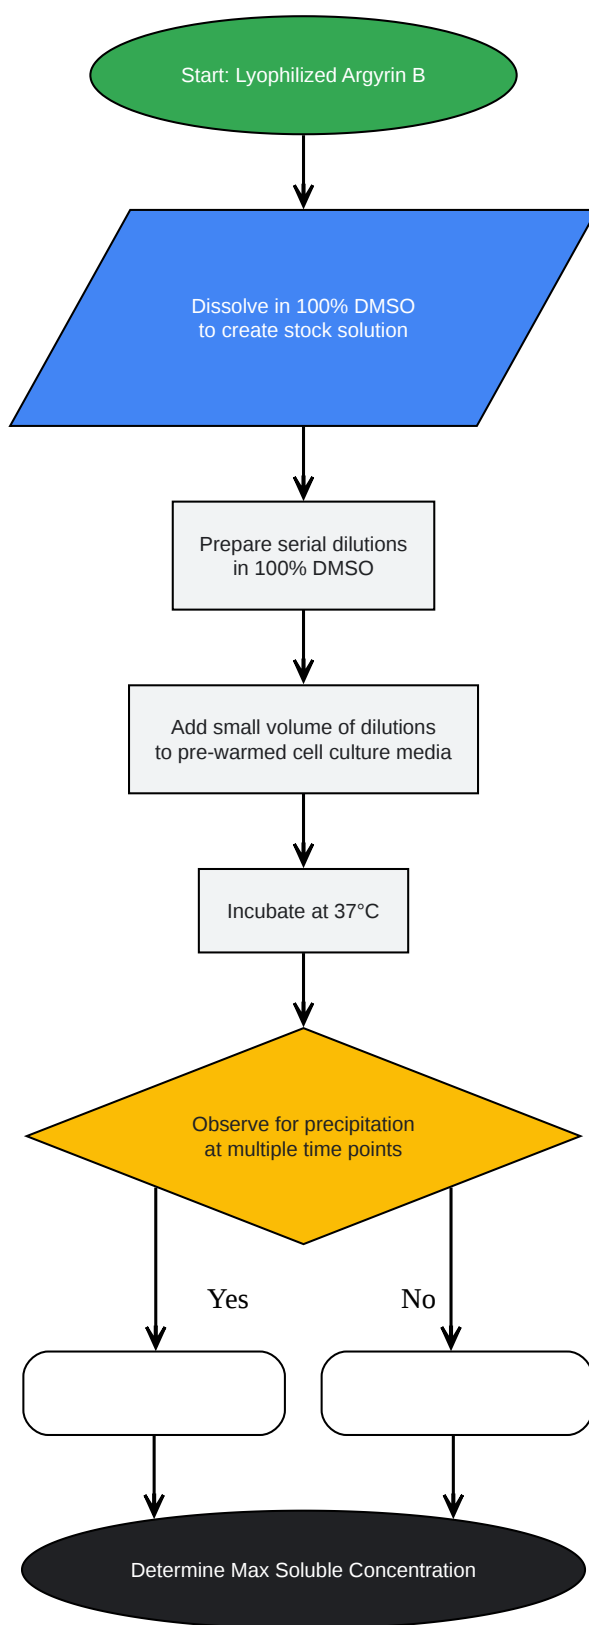 Start: Lyophilized Argyrin B
Dissolve in 100% DMSO
to create stock solution
Prepare serial dilutions
in 100% DMSO
Add small volume of dilutions
to pre-warmed cell culture media
Incubate at 37°C
Observe for precipitation
at multiple time points
Yes
No
Determine Max Soluble Concentration